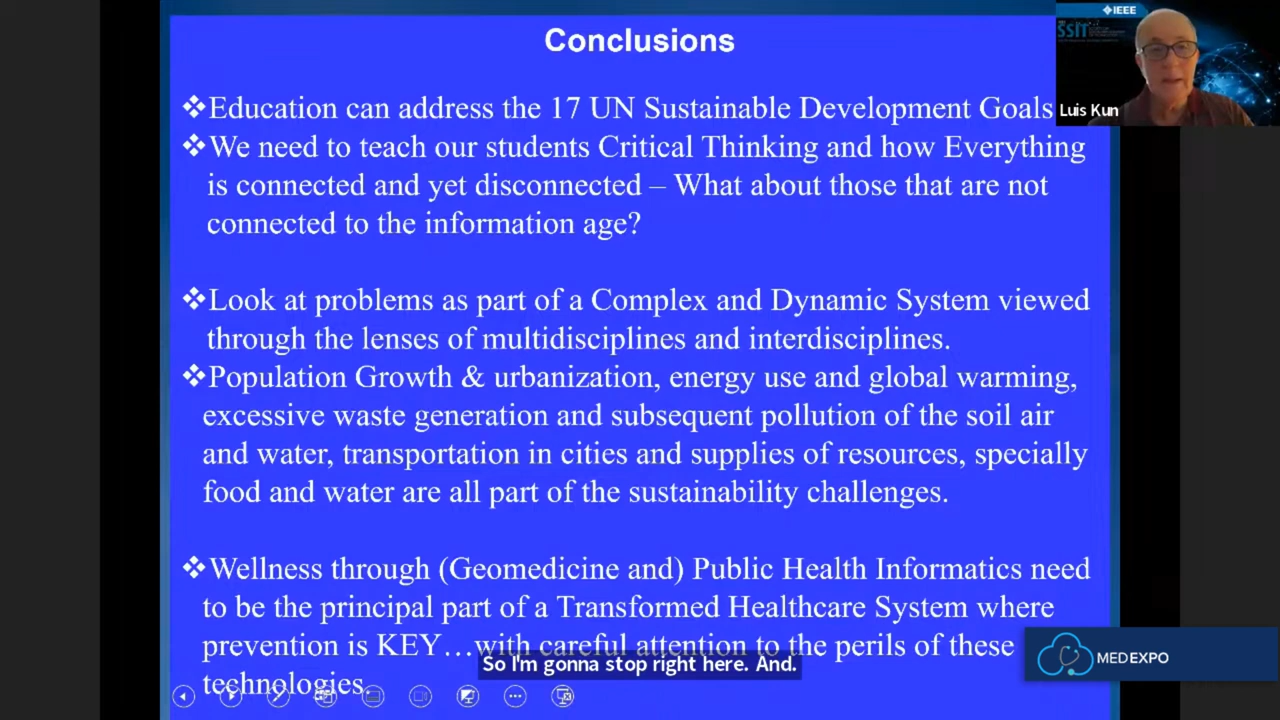 Conclusions
❖Education can address the 17 UN Sustainable Development Goals
❖We need to teach our students Critical Thinking and how Everything
is connected and yet disconnected – What about those that are not
connected to the information age?
❖Look at problems as part of a Complex and Dynamic System viewed
through the lenses of multidisciplines and interdisciplines.
❖Population Growth & urbanization, energy use and global warming,
excessive waste generation and subsequent pollution of the soil air
and water, transportation in cities and supplies of resources, specially
food and water are all part of the sustainability challenges.
❖Wellness through (Geomedicine and) Public Health Informatics need
to be the principal part of a Transformed Healthcare System where
prevention is KEY…with careful attention to the perils of these
technologies.
So I'm gonna stop right here. And.
IEEE
SSIT
Luis Kun
MEDEXPO